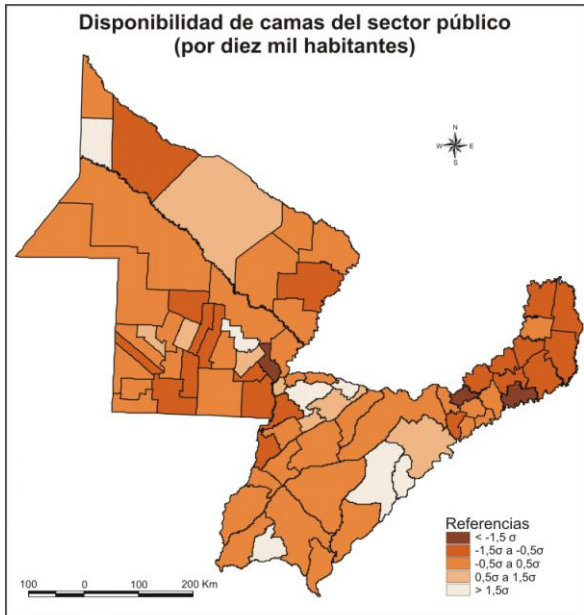 Disponibilidad de camas del sector público
(por diez mil habitantes)
N
W E
S
Referencias
< -1,5 σ
-1,5σ a -0,5σ
-0,5σ a 0,5σ
0,5σ a 1,5σ
> 1,5σ
100 0 100 200 Km